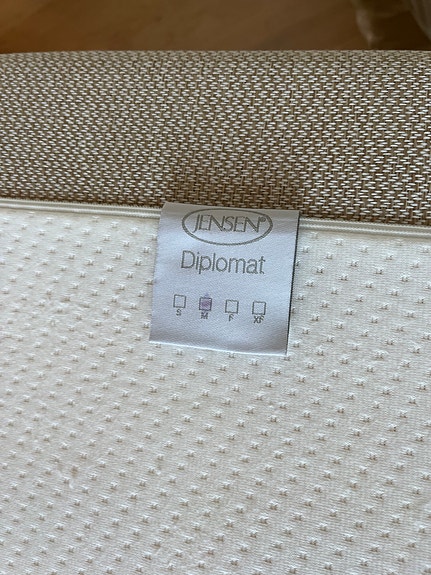 JENSEN®
Diplomat
S M F XF